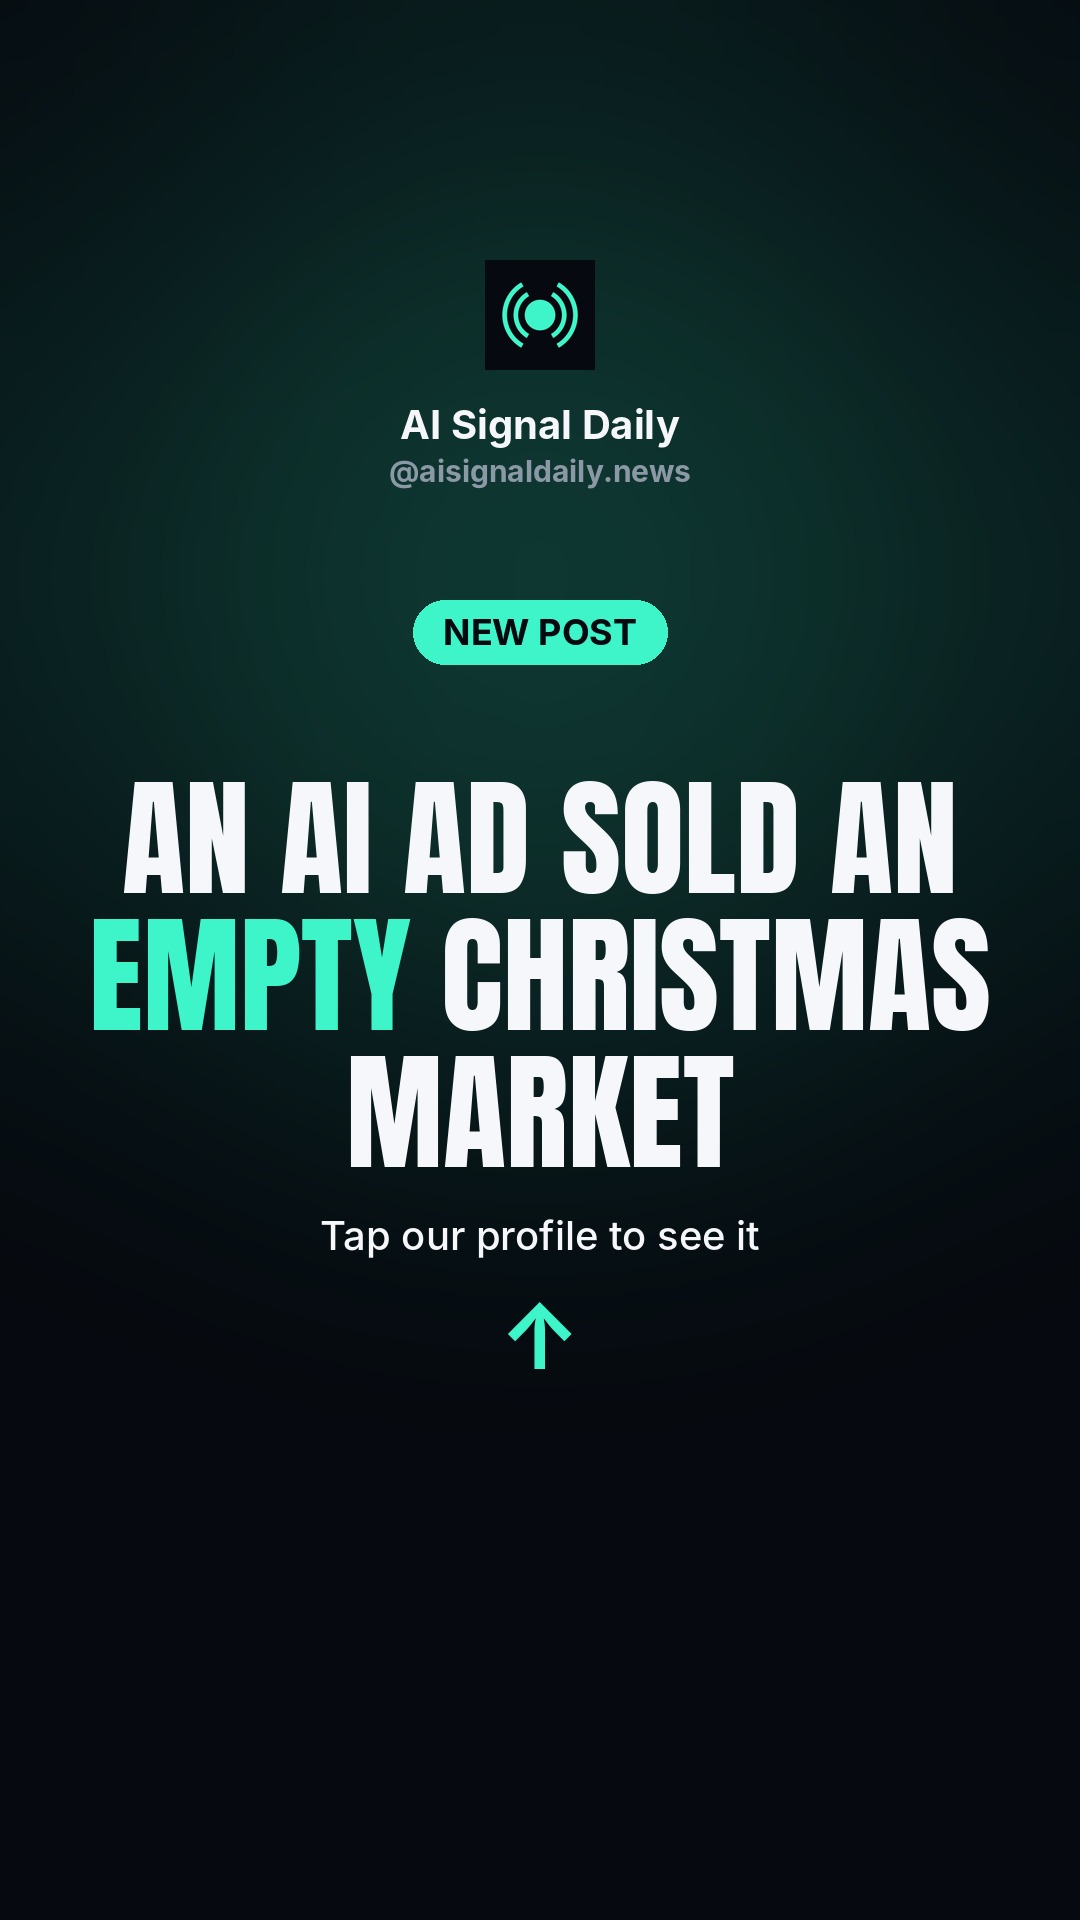 AI Signal Daily
@aisignaldaily.news
NEW POST
AN AI AD SOLD AN
EMPTY CHRISTMAS
MARKET
Tap our profile to see it